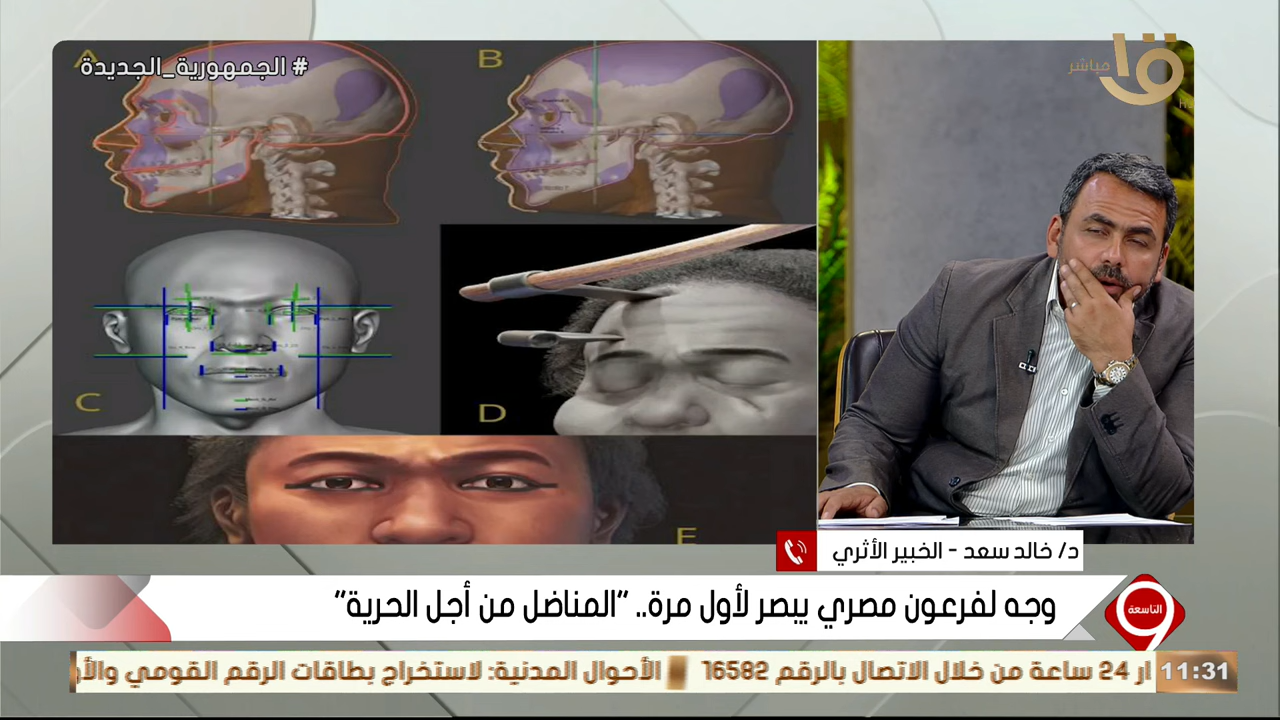 # الجمهورية_الجديدة
مباشر
A
B
C
D
E
د/ خالد سعد - الخبير الأثري
وجه لفرعون مصري يبصر لأول مرة.. “المناضل من أجل الحرية”
التاسعة
ار 24 ساعة من خلال الاتصال بالرقم 16582
الأحوال المدنية: لاستخراج بطاقات الرقم القومي والأ
11:31